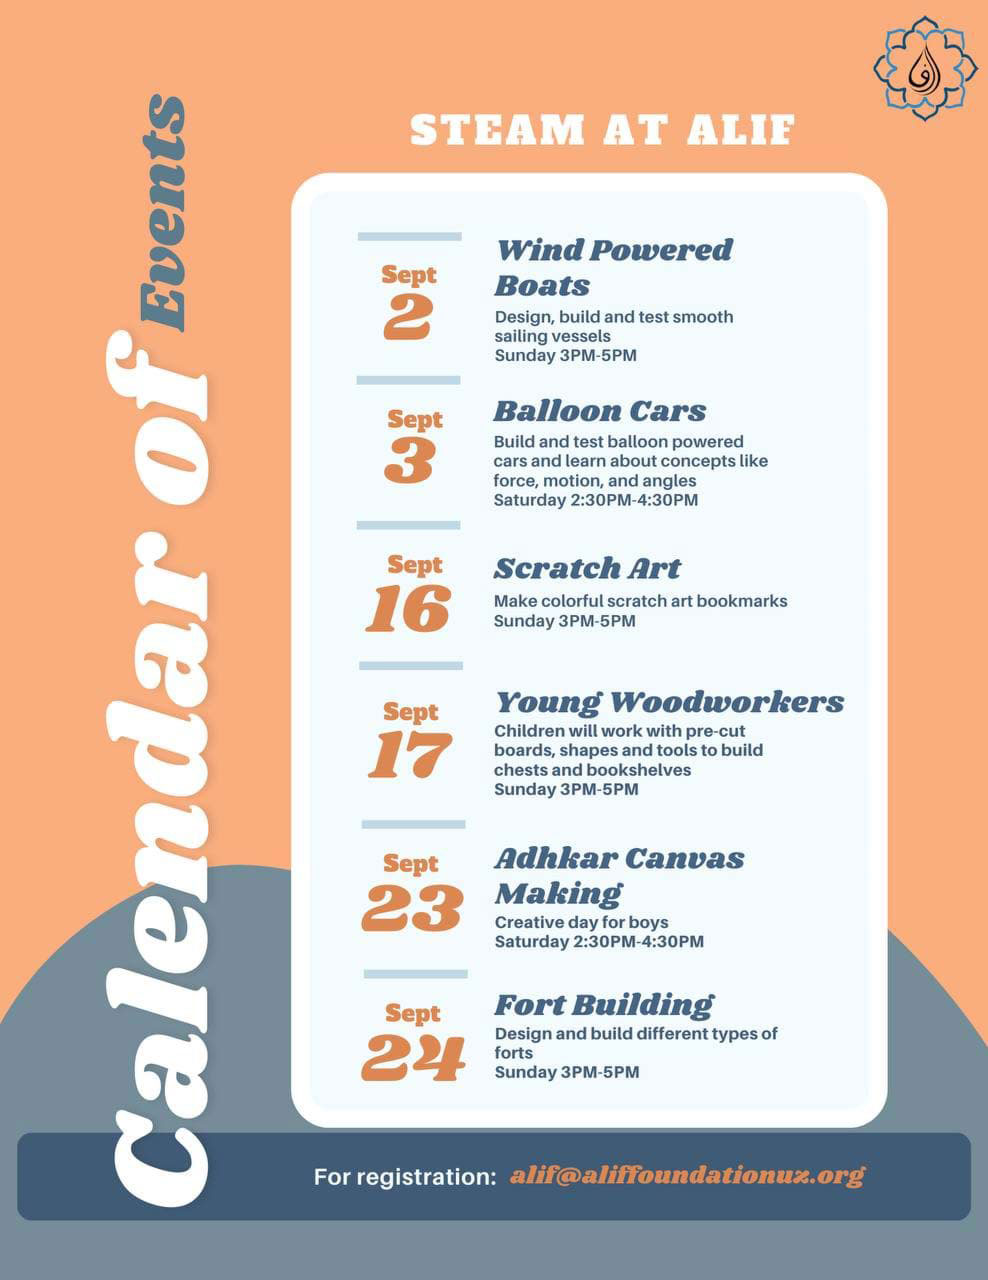 Calendar of Events
STEAM AT ALIF
Sept
2
Wind Powered
Boats
Design, build and test smooth
sailing vessels
Sunday 3PM-5PM
Sept
3
Balloon Cars
Build and test balloon powered
cars and learn about concepts like
force, motion, and angles
Saturday 2:30PM-4:30PM
Sept
16
Scratch Art
Make colorful scratch art bookmarks
Sunday 3PM-5PM
Sept
17
Young Woodworkers
Children will work with pre-cut
boards, shapes and tools to build
chests and bookshelves
Sunday 3PM-5PM
Sept
23
Adhkar Canvas
Making
Creative day for boys
Saturday 2:30PM-4:30PM
Sept
24
Fort Building
Design and build different types of
forts
Sunday 3PM-5PM
For registration: alif@aliffoundationuz.org